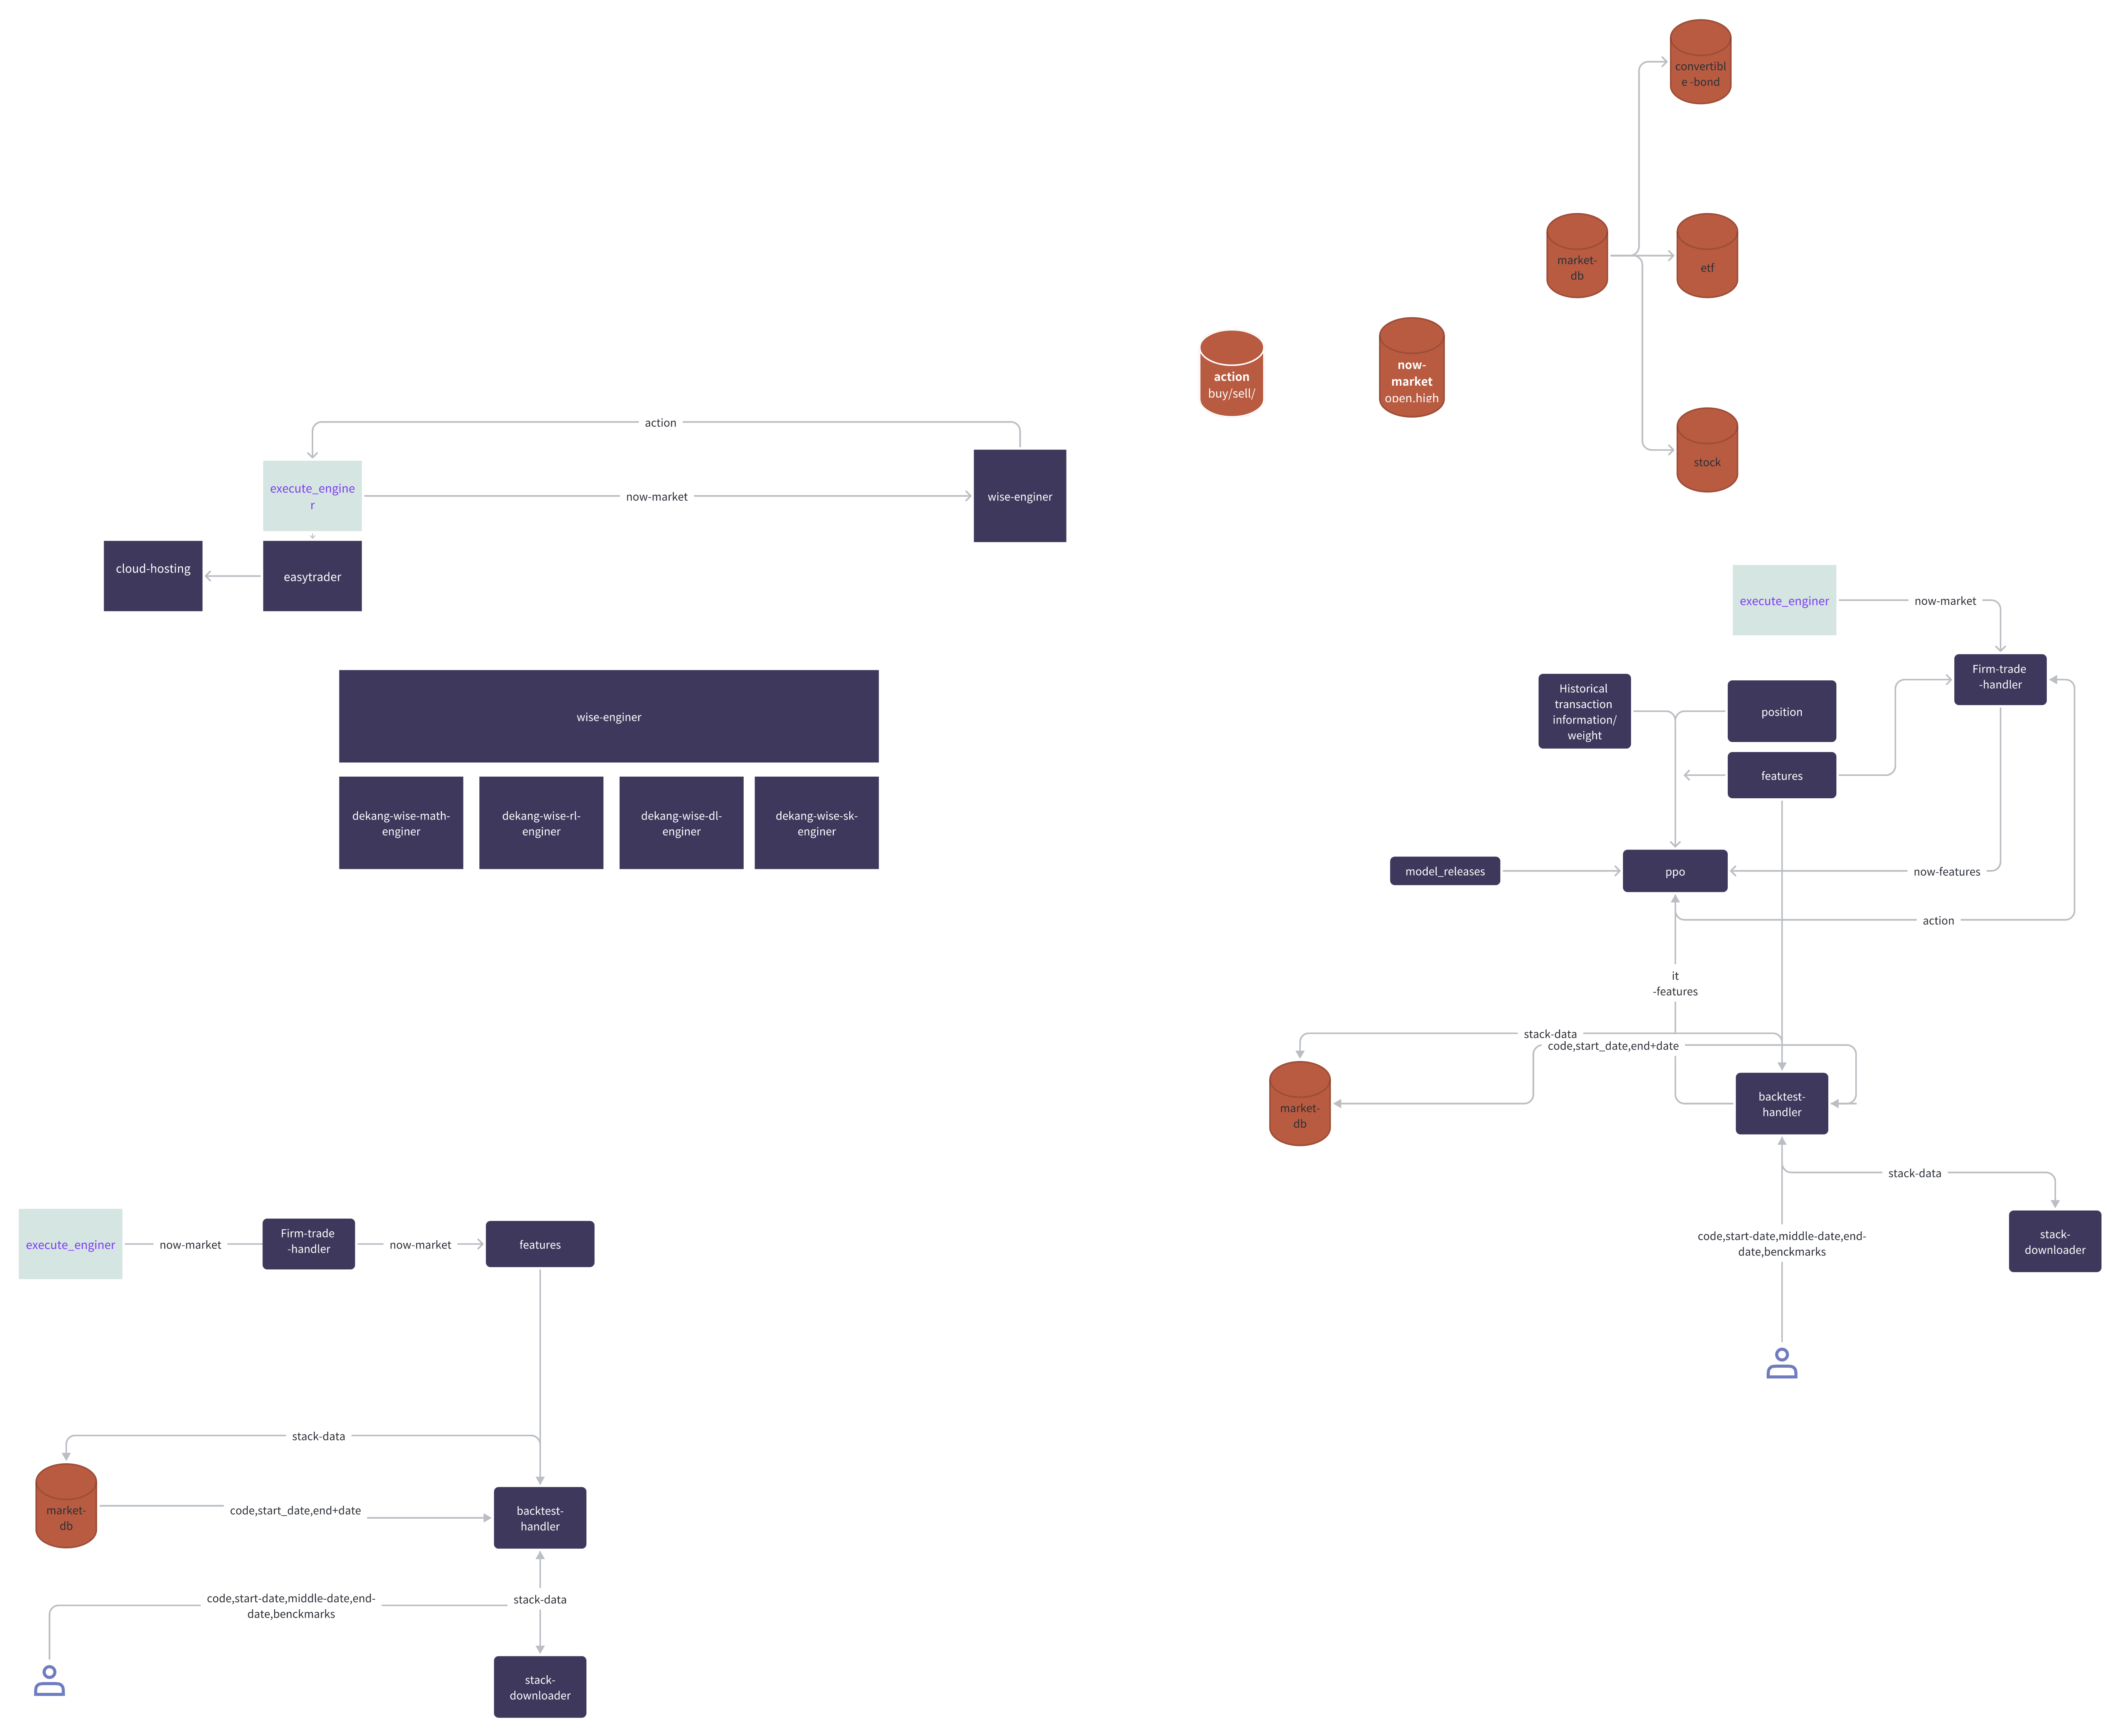 convertibl
e -bond
market-
db
etf
stock
action
buy/sell/
now-
market
open,high
action
execute_engine
r
now-market
wise-enginer
cloud-hosting
easytrader
wise-enginer
dekang-wise-math-
enginer
dekang-wise-rl-
enginer
dekang-wise-dl-
enginer
dekang-wise-sk-
enginer
execute_enginer
now-market
Firm-trade
-handler
Historical
transaction
information/
weight
position
features
model_releases
ppo
now-features
action
it
-features
stack-data
code,start_date,end+date
market-
db
backtest-
handler
stack-data
code,start-date,middle-date,end-
date,benckmarks
stack-
downloader
execute_enginer
now-market
Firm-trade
-handler
now-market
features
stack-data
market-
db
code,start_date,end+date
backtest-
handler
code,start-date,middle-date,end-
date,benckmarks
stack-data
stack-
downloader